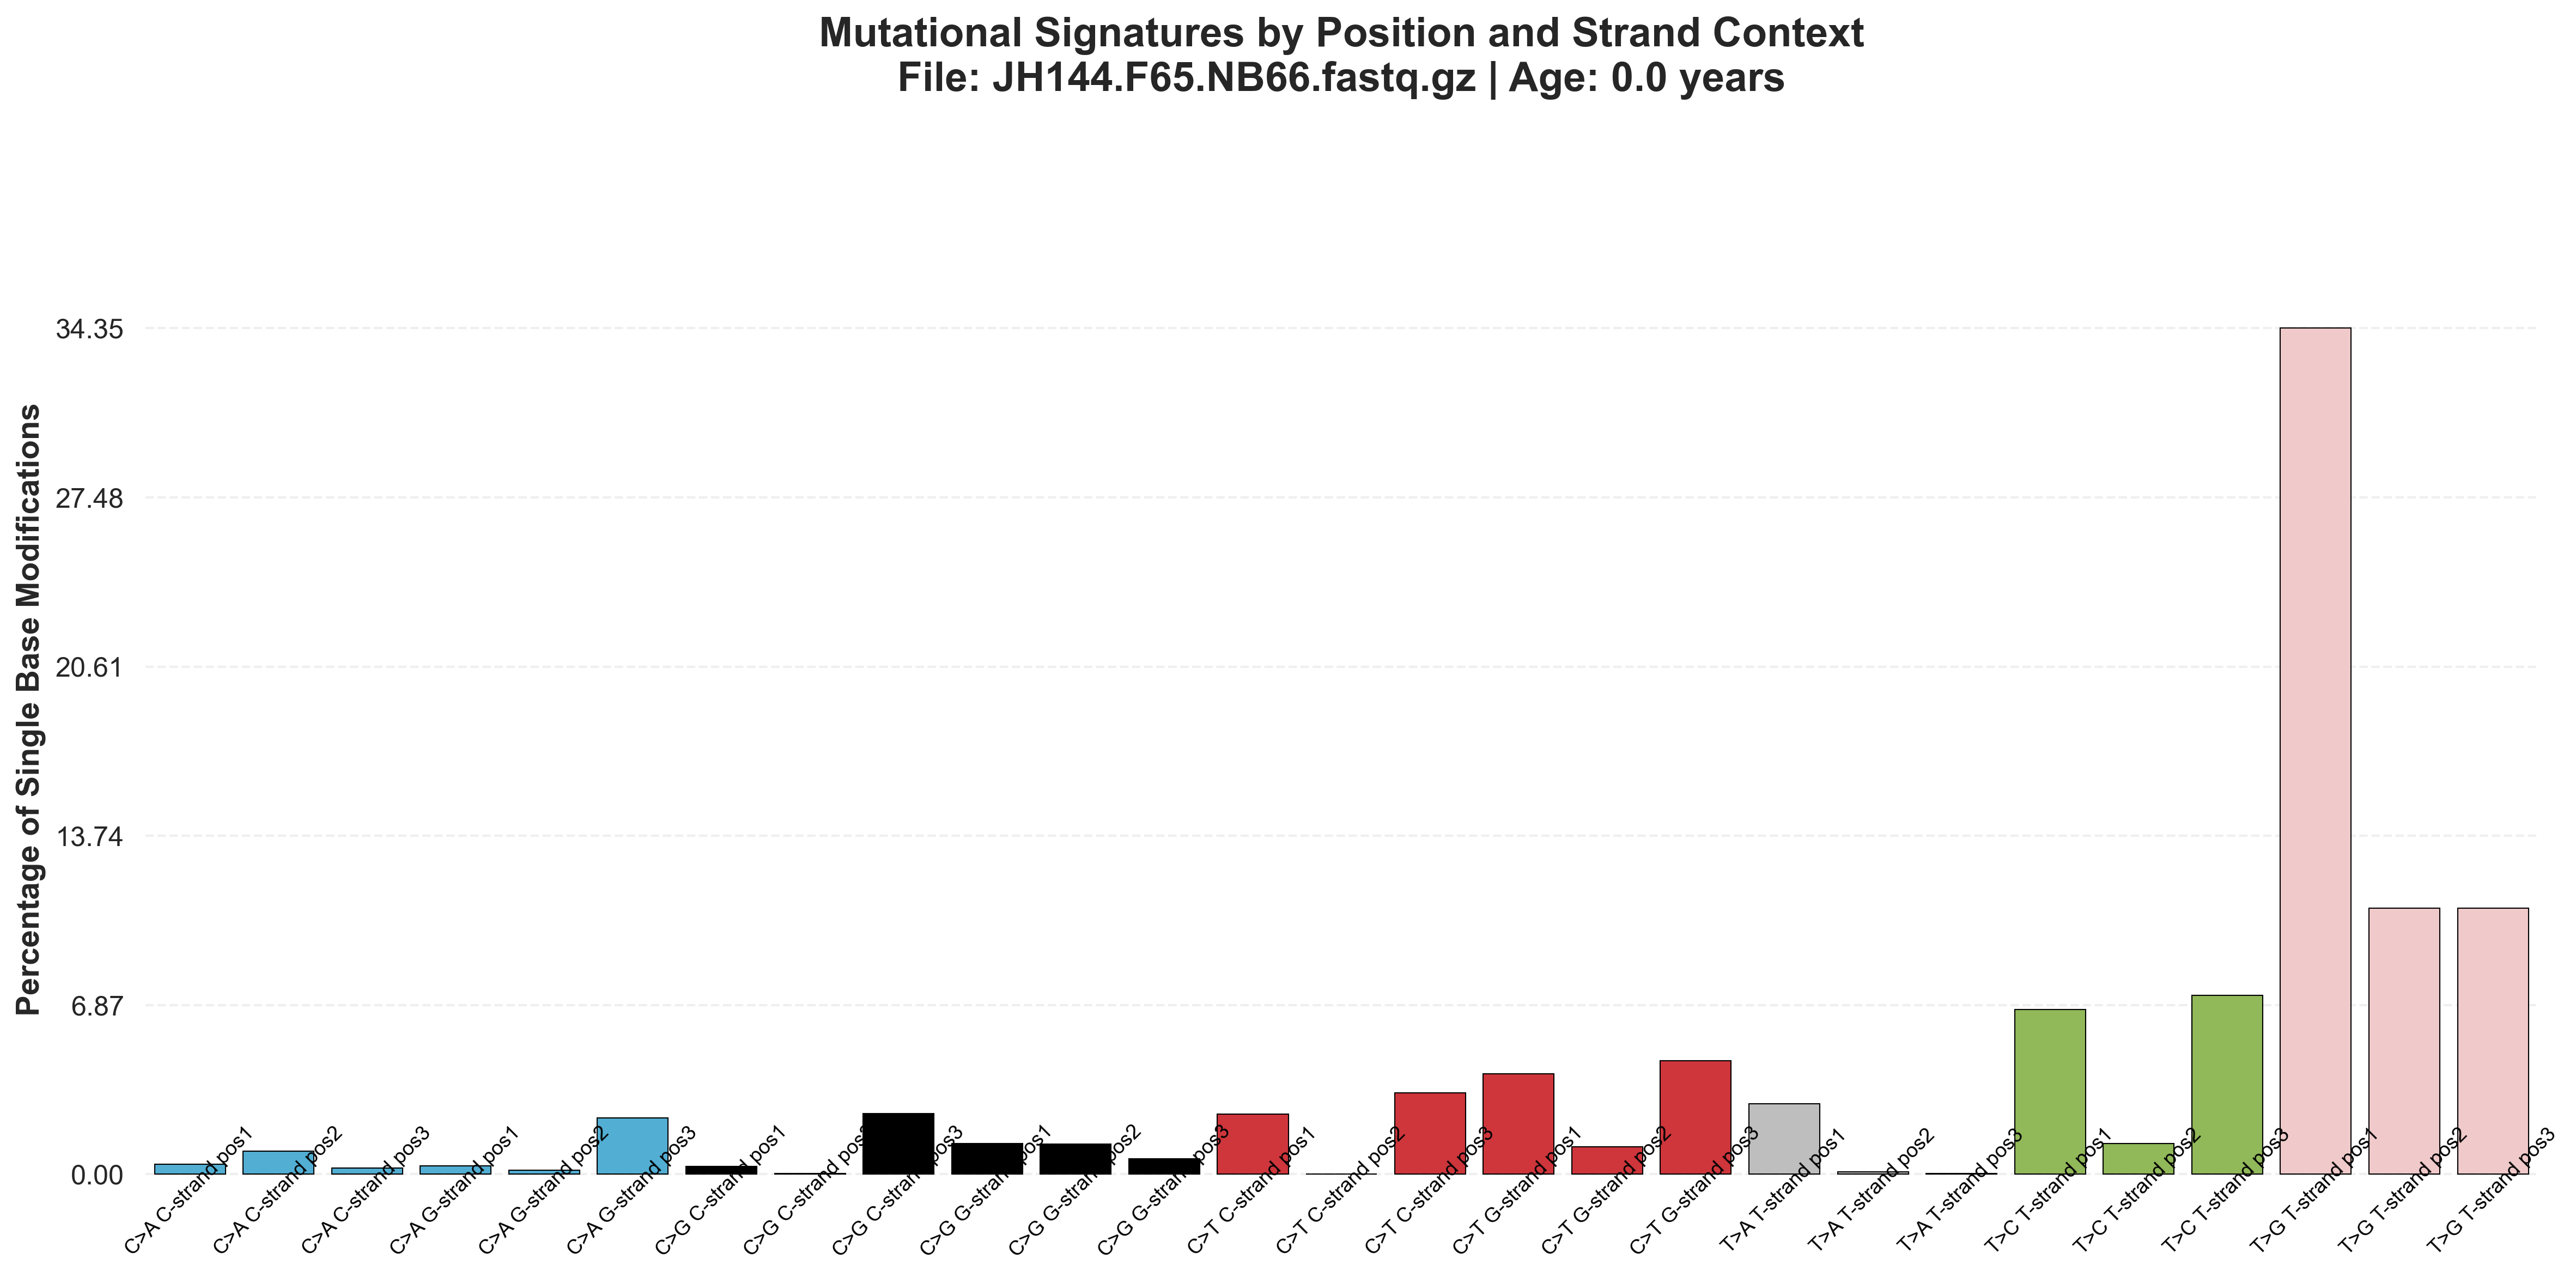 Mutational Signatures by Position and Strand Context
File: JH144.F65.NB66.fastq.gz | Age: 0.0 years
Percentage of Single Base Modifications
34.35
27.48
20.61
13.74
6.87
0.00
C>A C-strand pos1
C>A C-strand pos2
C>A C-strand pos3
C>A G-strand pos1
C>A G-strand pos2
C>A G-strand pos3
C>G C-strand pos1
C>G C-strand pos2
C>G C-strand pos3
C>G G-strand pos1
C>G G-strand pos2
C>G G-strand pos3
C>T C-strand pos1
C>T C-strand pos2
C>T C-strand pos3
C>T G-strand pos1
C>T G-strand pos2
C>T G-strand pos3
T>A T-strand pos1
T>A T-strand pos2
T>A T-strand pos3
T>C T-strand pos1
T>C T-strand pos2
T>C T-strand pos3
T>G T-strand pos1
T>G T-strand pos2
T>G T-strand pos3